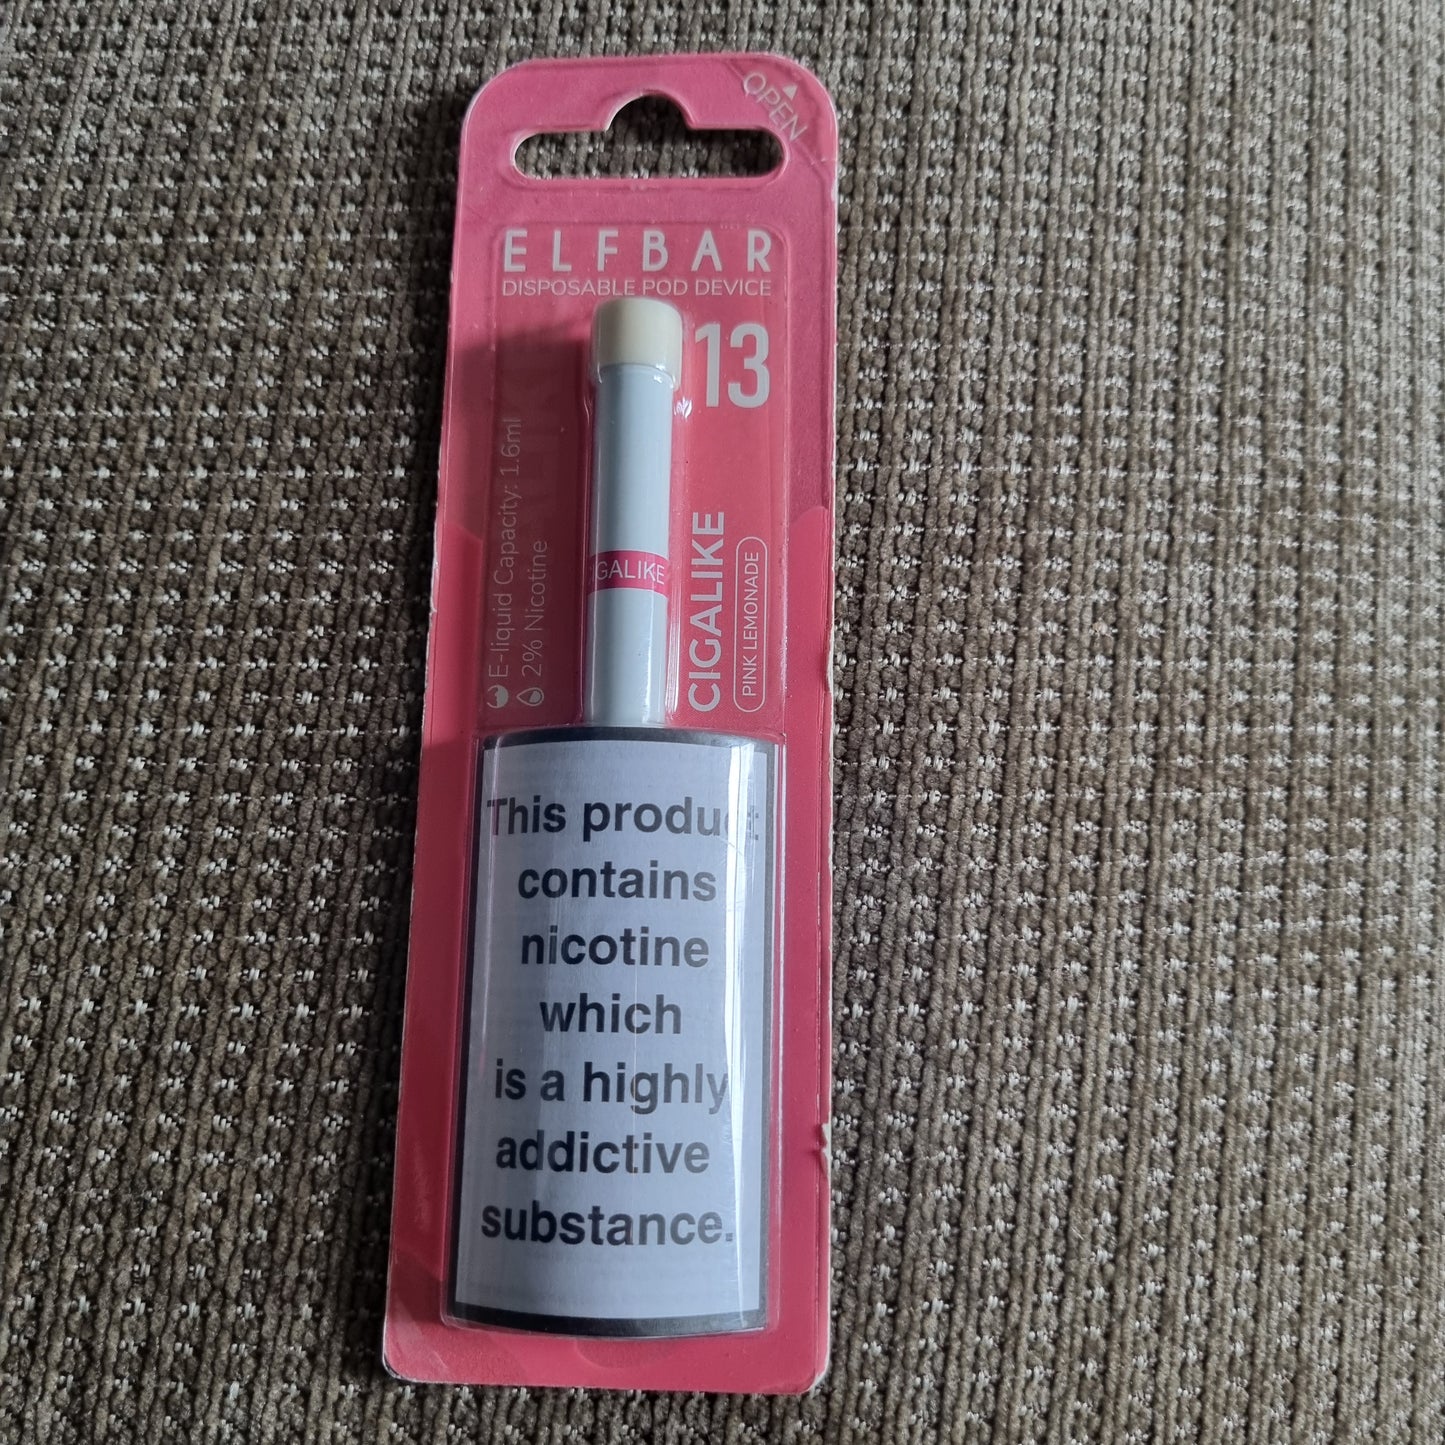 OPEN
ELFBAR
DISPOSABLE POD DEVICE
13
E-liquid Capacity: 1.6ml
2% Nicotine
IGALIKE
CIGALIKE
PINK LEMONADE
This product
contains
nicotine
which
is a highly
addictive
substance.